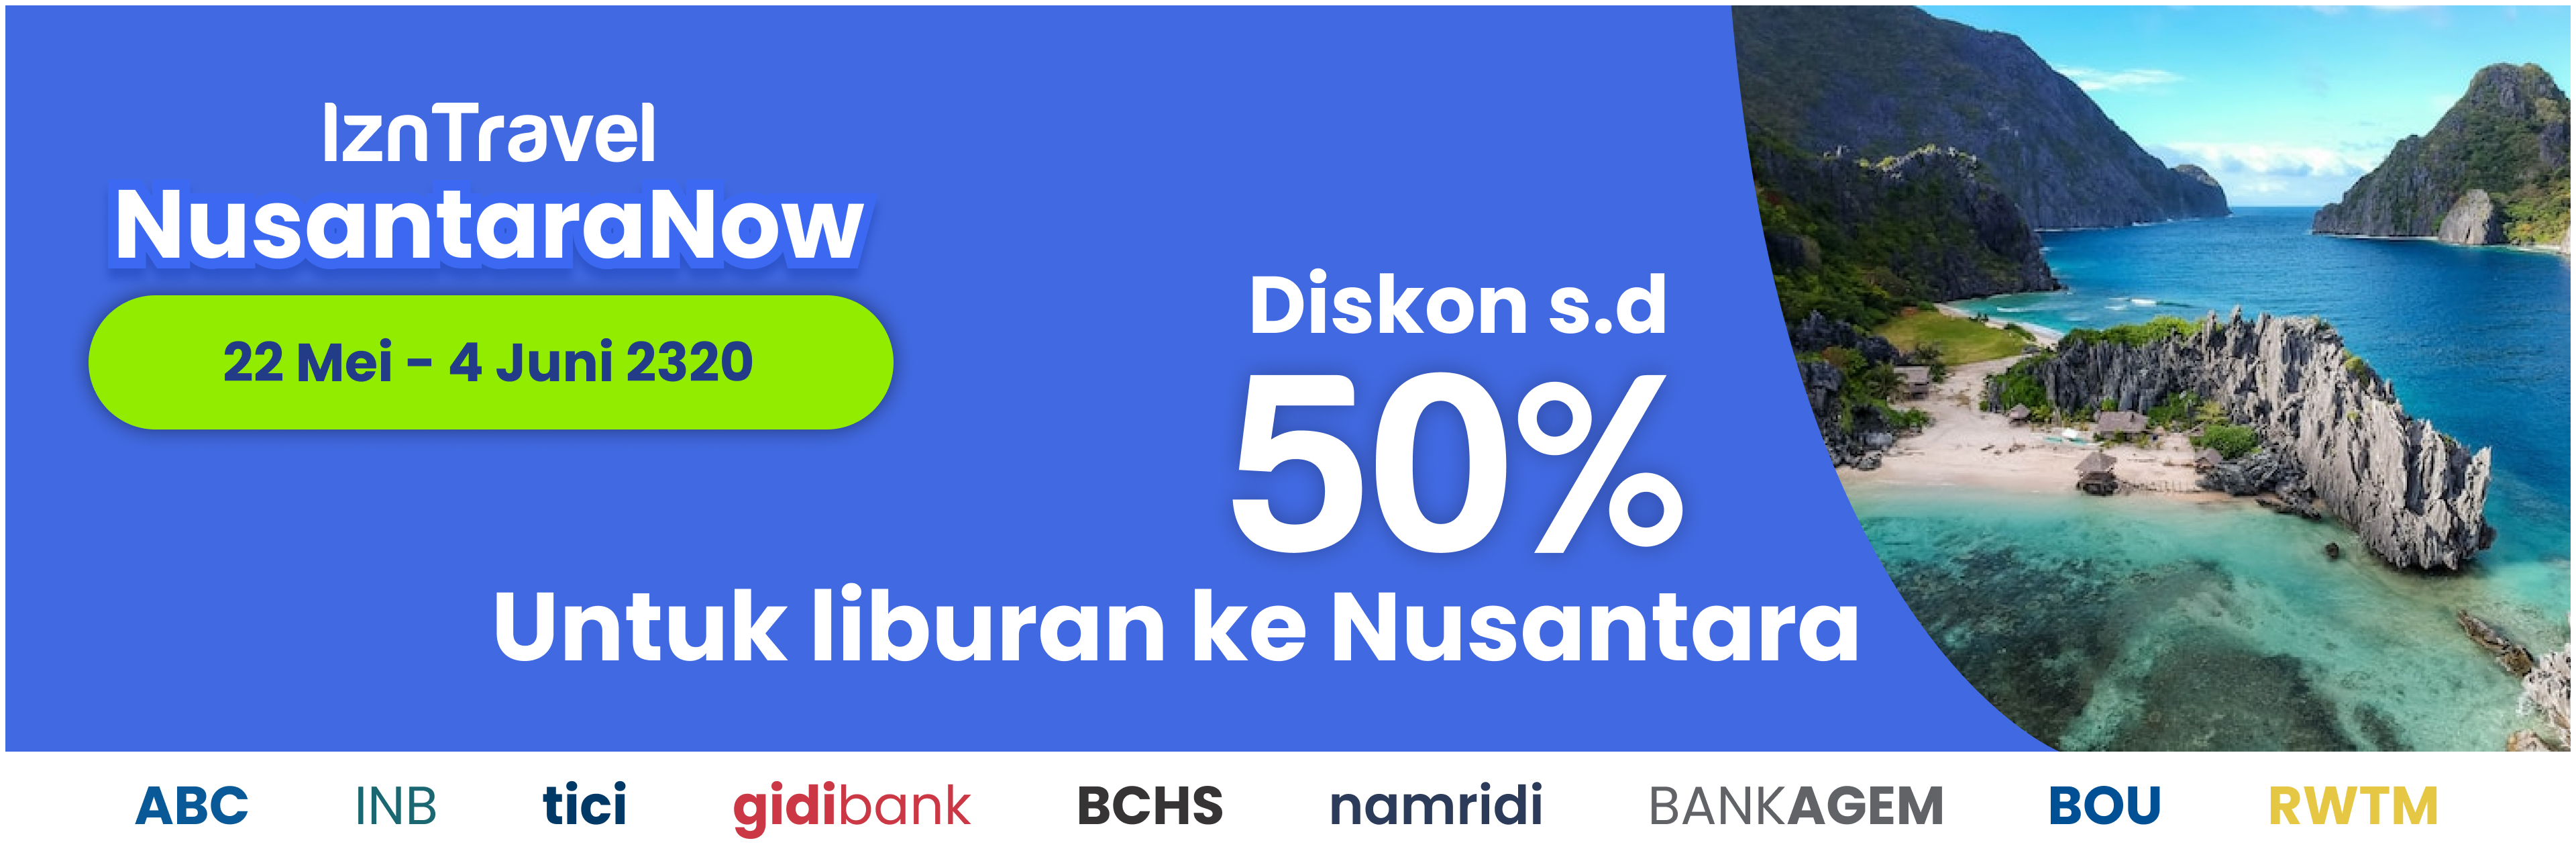 IznTravel
NusantaraNow
22 Mei - 4 Juni 2320
Diskon s.d
50%
Untuk liburan ke Nusantara
ABC INB tici gidibank BCHS namridi BANKAGEM BOU RWTM